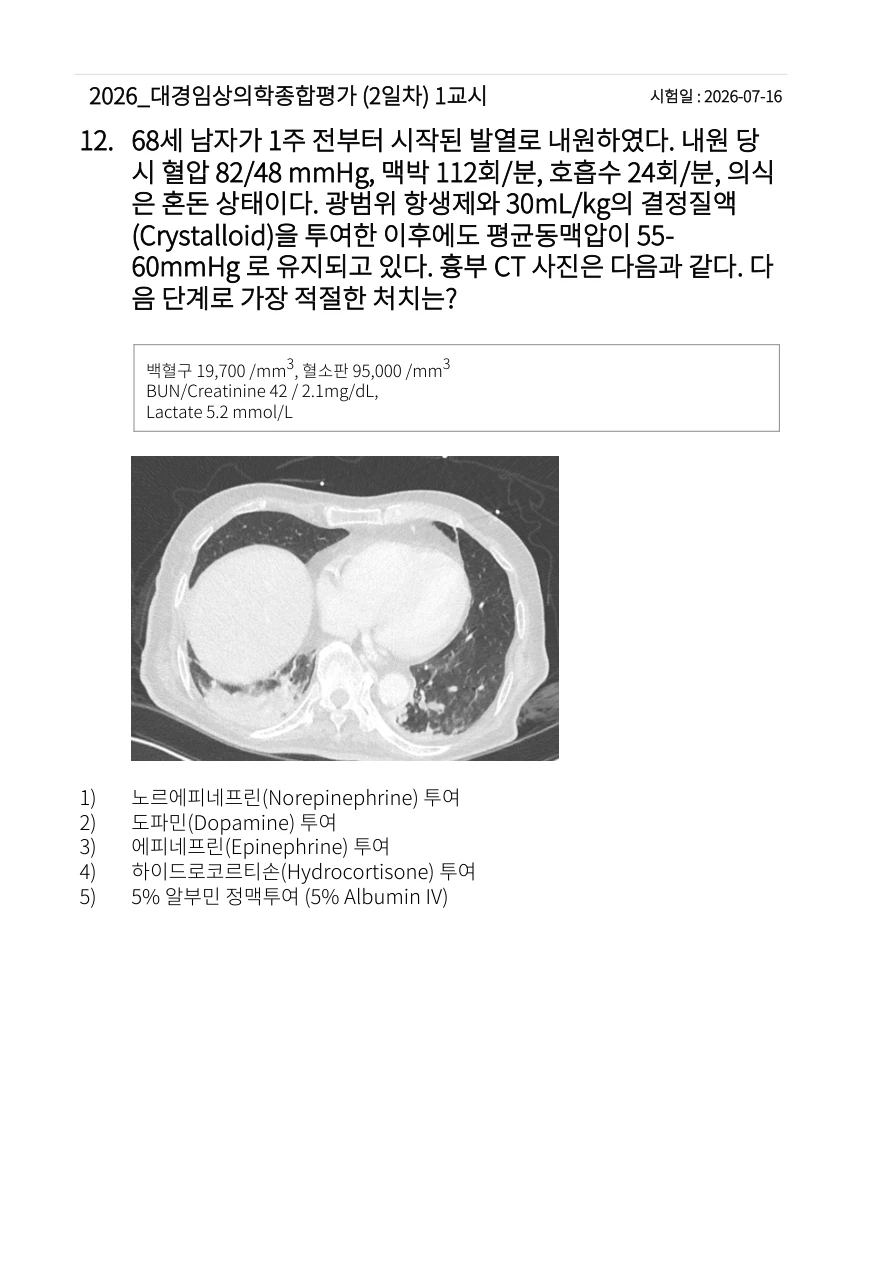 2026_대경임상의학종합평가 (2일차) 1교시
시험일 : 2026-07-16
12. 68세 남자가 1주 전부터 시작된 발열로 내원하였다. 내원 당
시 혈압 82/48 mmHg, 맥박 112회/분, 호흡수 24회/분, 의식
은 혼돈 상태이다. 광범위 항생제와 30mL/kg의 결정질액
(Crystalloid)을 투여한 이후에도 평균동맥압이 55-
60mmHg 로 유지되고 있다. 흉부 CT 사진은 다음과 같다. 다
음 단계로 가장 적절한 처치는?
백혈구 19,700 /mm³, 혈소판 95,000 /mm³
BUN/Creatinine 42 / 2.1mg/dL,
Lactate 5.2 mmol/L
1) 노르에피네프린(Norepinephrine) 투여
2) 도파민(Dopamine) 투여
3) 에피네프린(Epinephrine) 투여
4) 하이드로코르티손(Hydrocortisone) 투여
5) 5% 알부민 정맥투여 (5% Albumin IV)